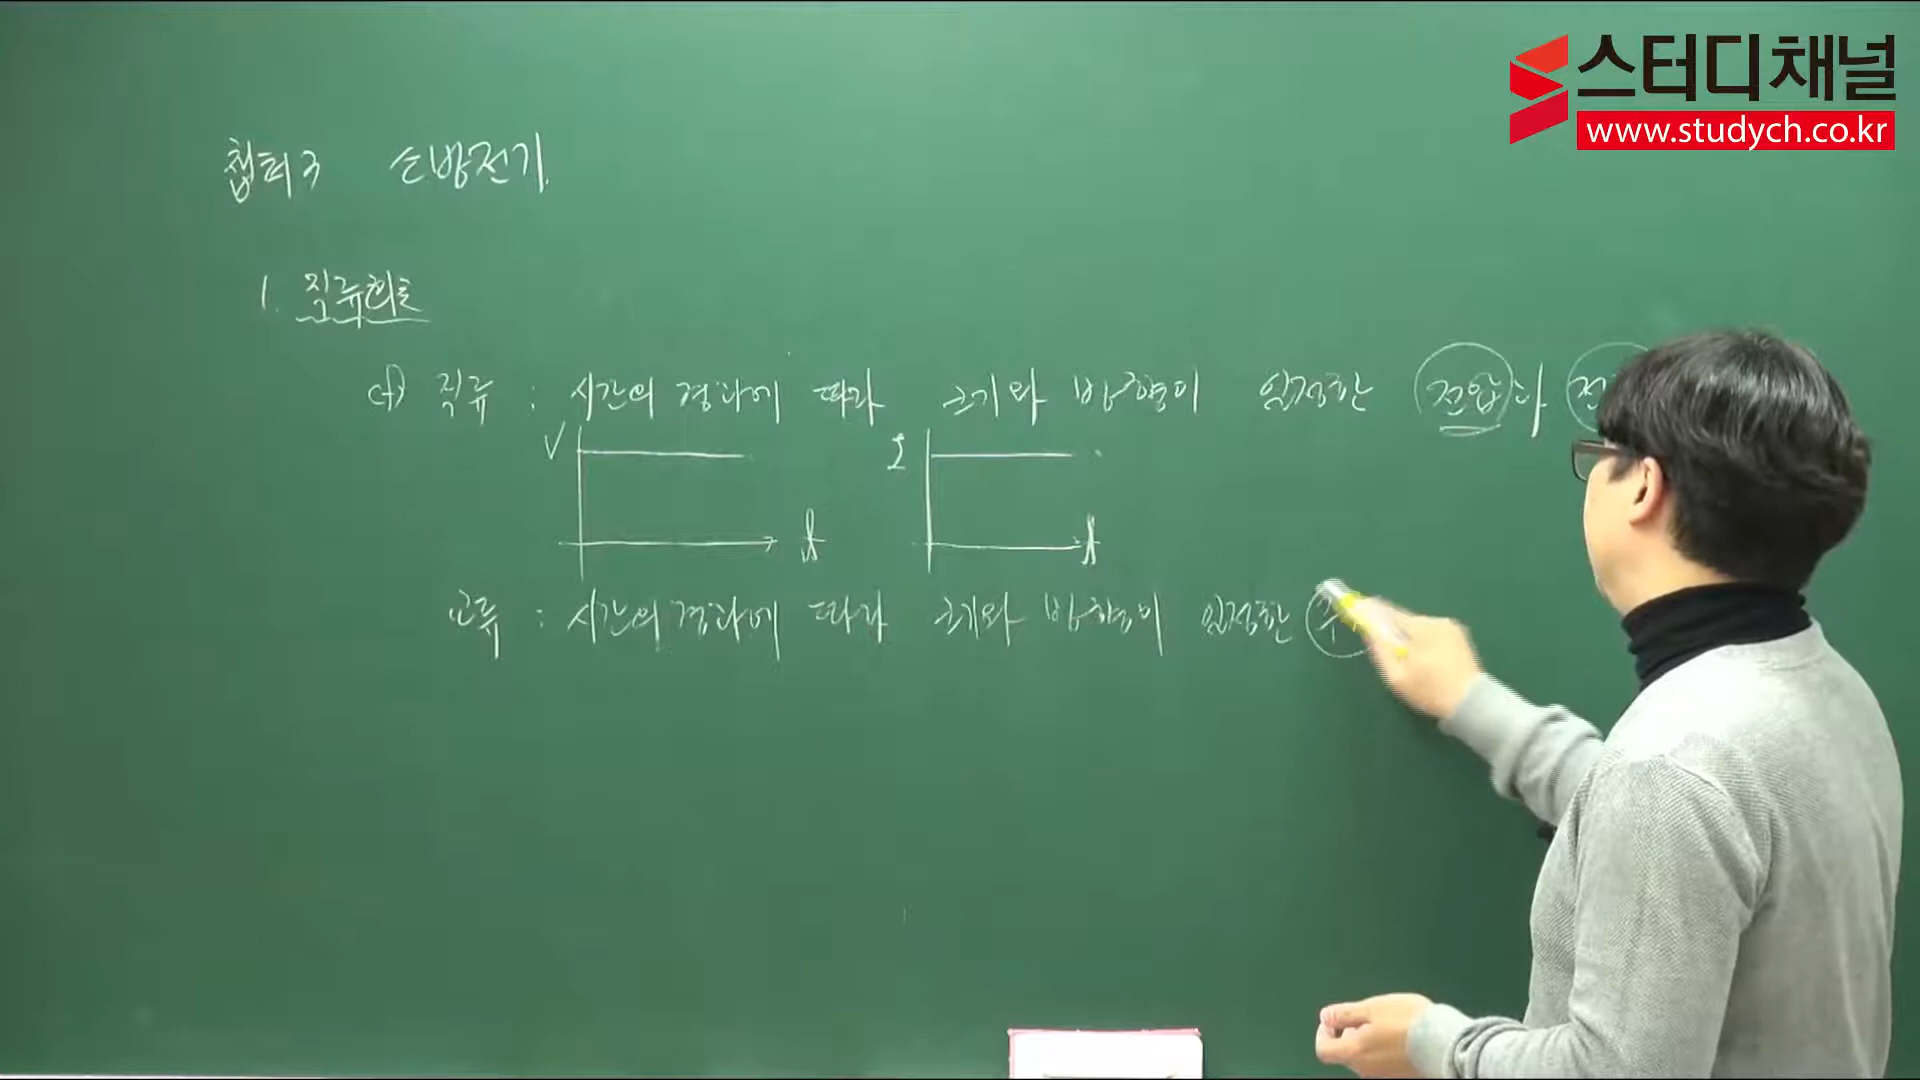 스터디채널
www.studych.co.kr
챕터3 소방전기
1. 직류회로
(1) 직류 : 시간의 경과에 따라 크기와 방향이 일정한 전압과 전
V t I t
교류 : 시간의 경과에 따라 크기와 방향이 일정한 주